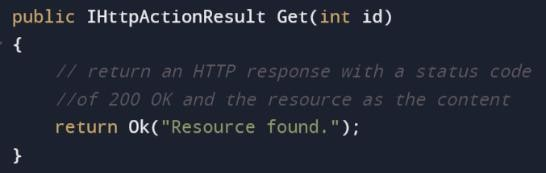 public IHttpActionResult Get(int id)
{
    // return an HTTP response with a status code
    //of 200 OK and the resource as the content
    return Ok("Resource found.");
}